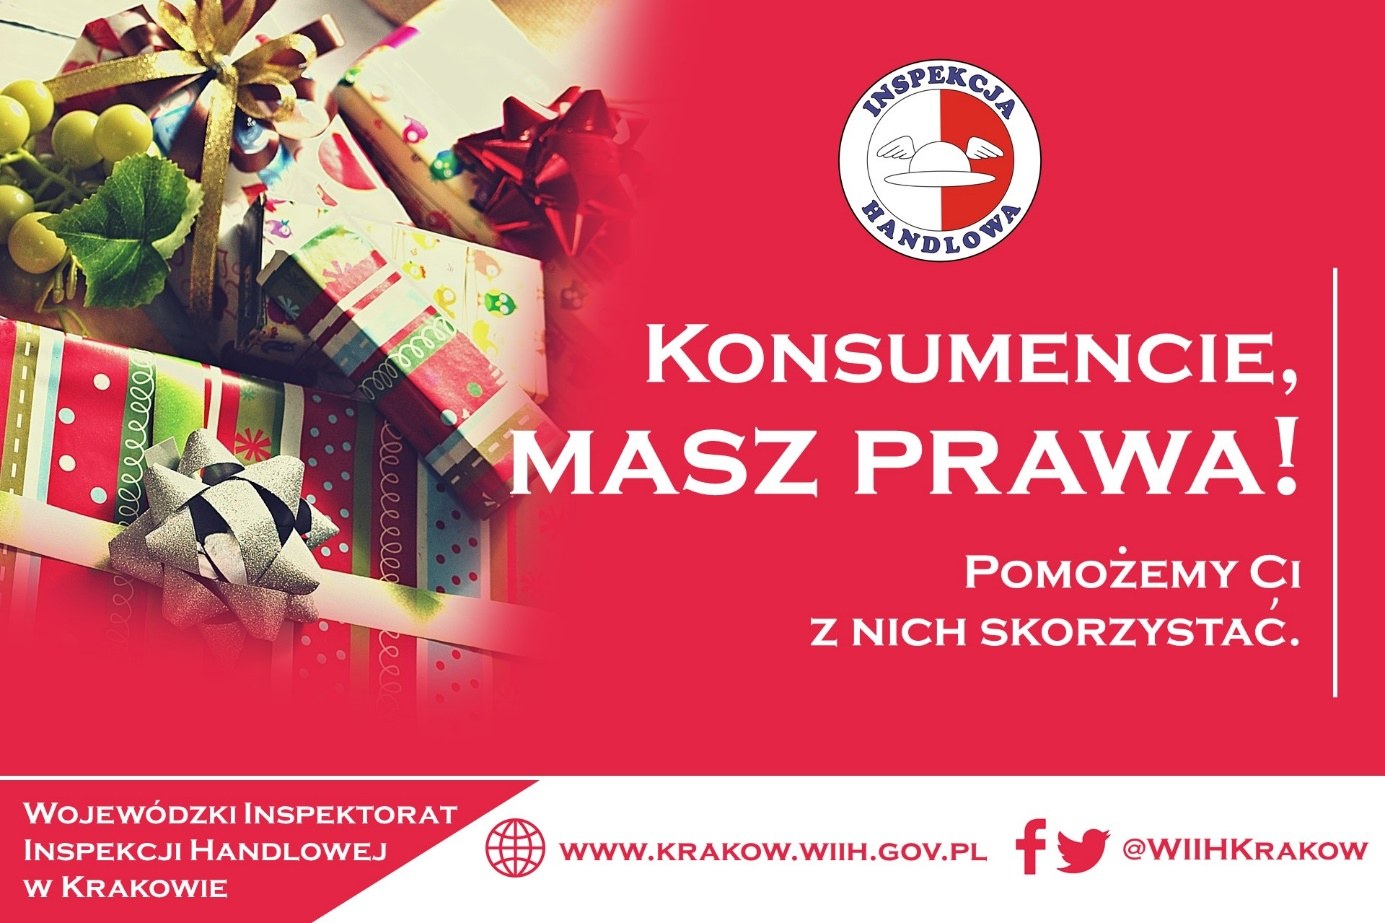 INSPEKCJA
HANDLOWA
KONSUMENCIE,
MASZ PRAWA!
POMOŻEMY CI
Z NICH SKORZYSTAĆ.
WOJEWÓDZKI INSPEKTORAT
INSPEKCJI HANDLOWEJ
W KRAKOWIE
WWW.KRAKOW.WIIH.GOV.PL
@WIIHKRAKOW